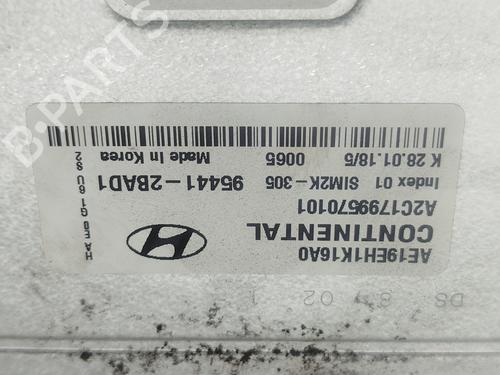 AE19EH1K16A0
CONTINENTAL
A2C1799570101
Index 01 SIM2K-305 95441-2BAD1
K 28.01.18/5 0065 Made In Korea
B-PARTS